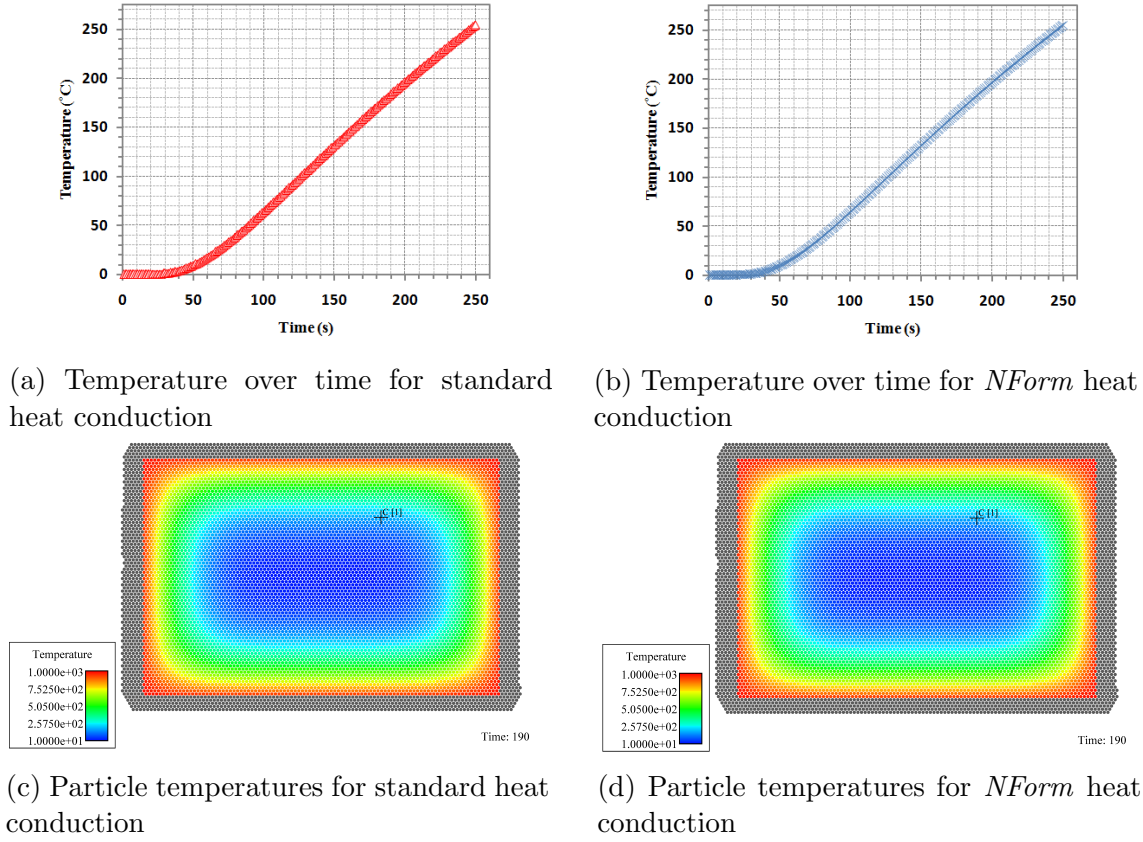 250
200
150
100
50
0
Temperature (°C)
0 50 100 150 200 250
Time (s)
250
200
150
100
50
0
Temperature (°C)
0 50 100 150 200 250
Time (s)
(a) Temperature over time for standard
heat conduction
(b) Temperature over time for NForm heat
conduction
C [1]
Temperature
1.0000e+03
7.5250e+02
5.0500e+02
2.5750e+02
1.0000e+01
Time: 190
C [1]
Temperature
1.0000e+03
7.5250e+02
5.0500e+02
2.5750e+02
1.0000e+01
Time: 190
(c) Particle temperatures for standard heat
conduction
(d) Particle temperatures for NForm heat
conduction